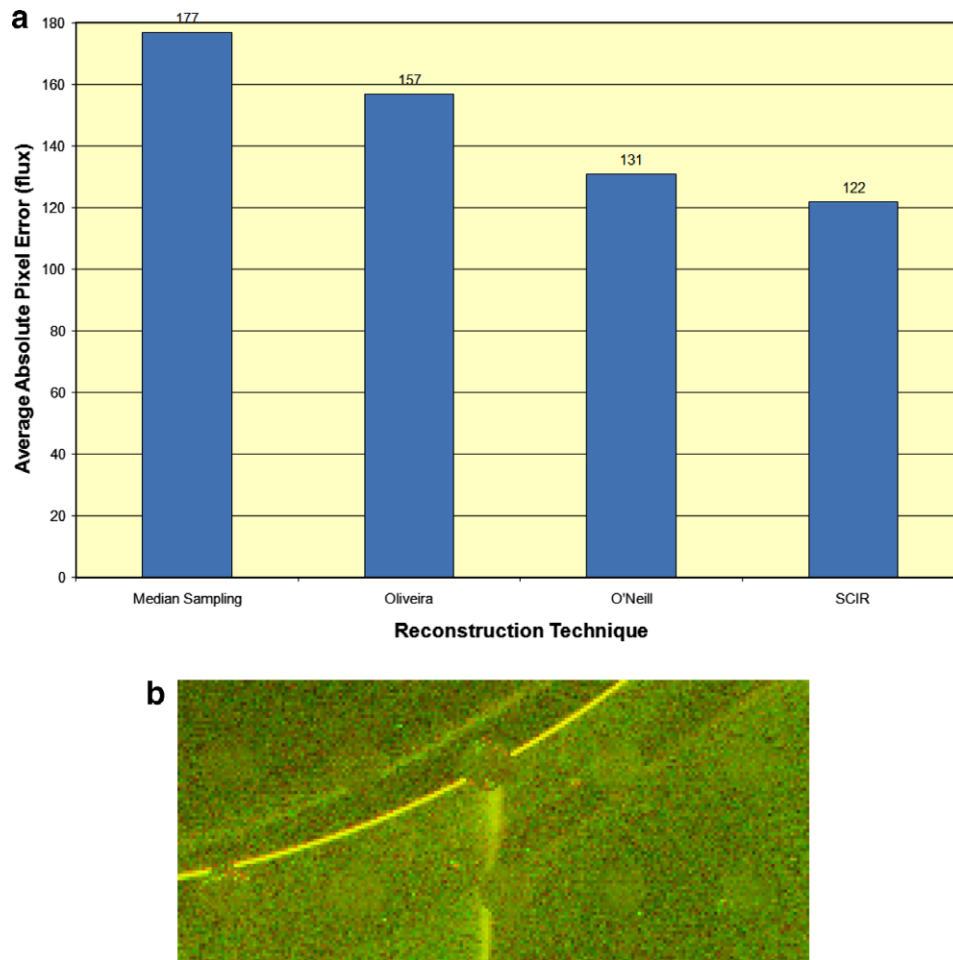 a
Average Absolute Pixel Error (flux)
180
160
140
120
100
80
60
40
20
0
177
157
131
122
Median Sampling
Oliveira
O'Neill
SCIR
Reconstruction Technique
b